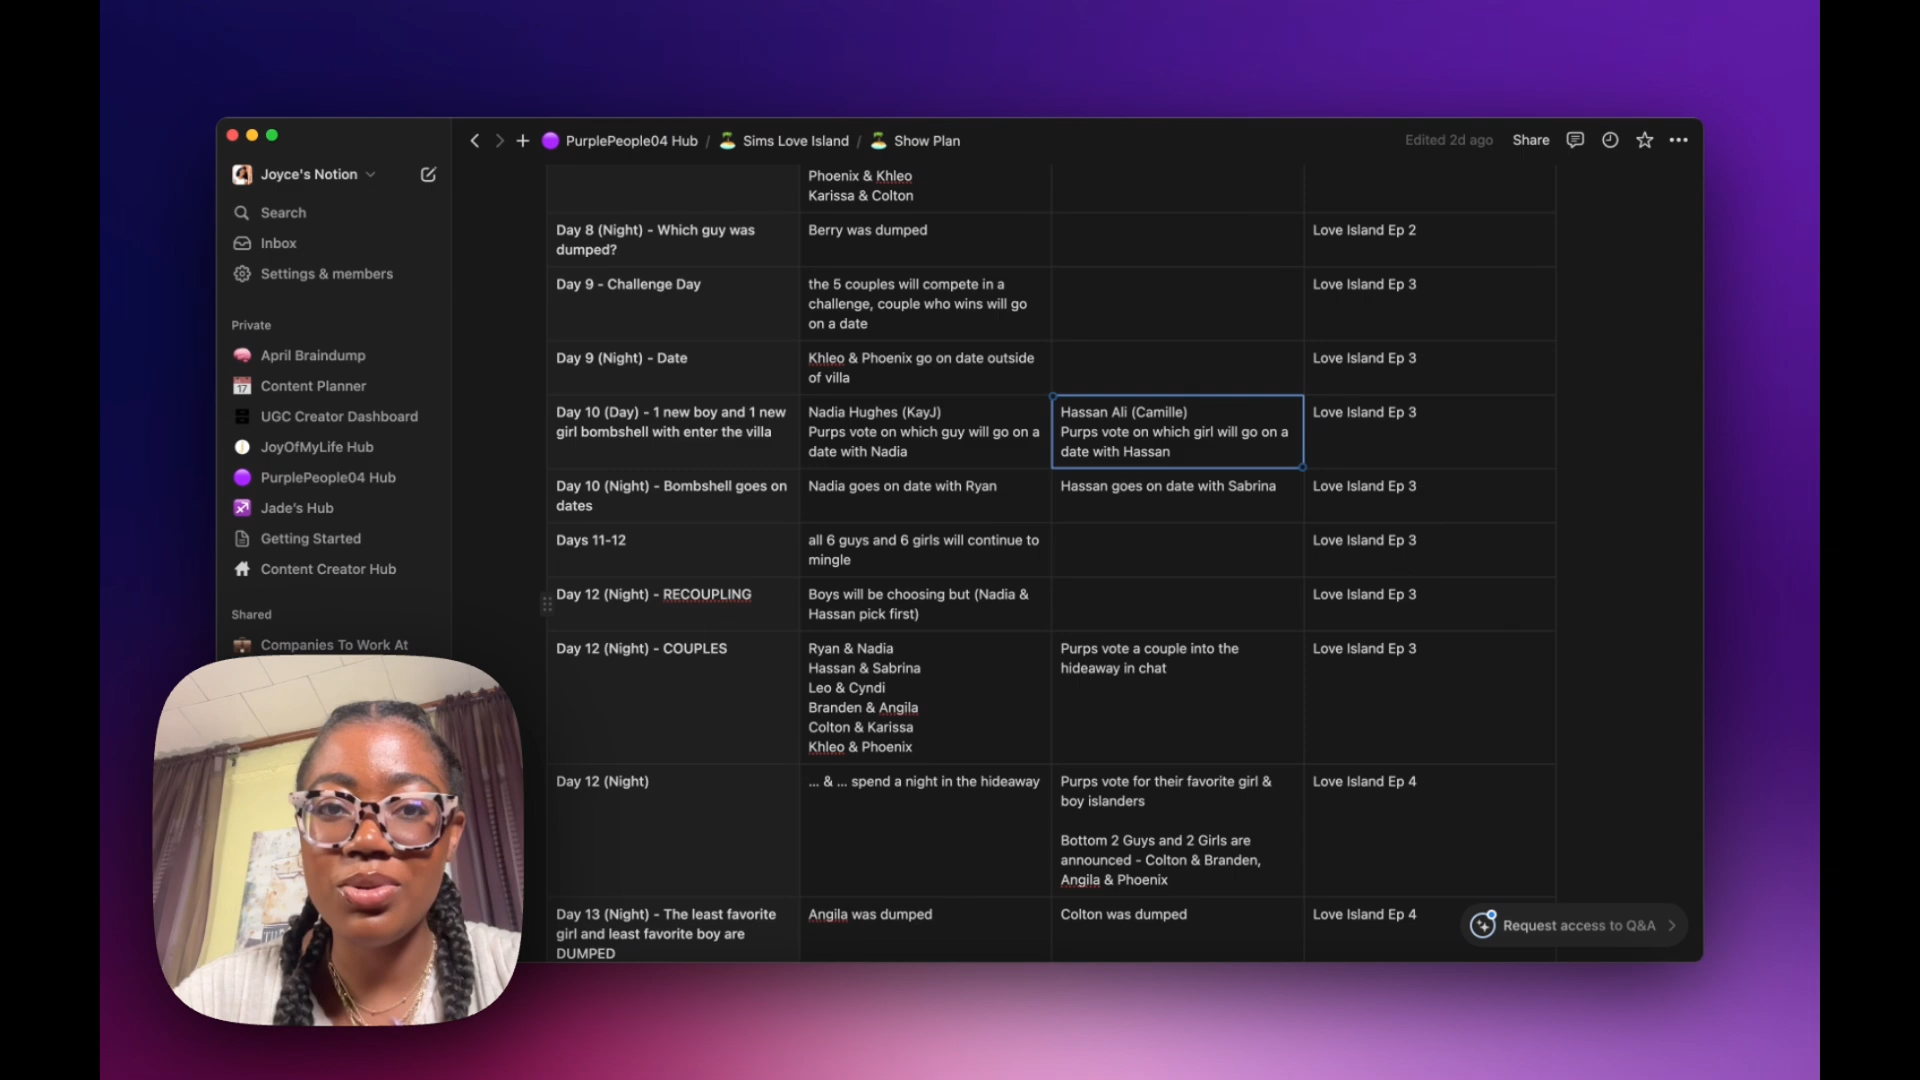 PurplePeople04 Hub / Sims Love Island / Show Plan
Edited 2d ago Share
Joyce's Notion
Search
Inbox
Settings & members
Private
April Braindump
17
Content Planner
UGC Creator Dashboard
JoyOfMyLife Hub
PurplePeople04 Hub
Jade's Hub
Getting Started
Content Creator Hub
Shared
Companies To Work At
Phoenix & Khleo
Karissa & Colton
Day 8 (Night) - Which guy was
dumped?
Berry was dumped
Love Island Ep 2
Day 9 - Challenge Day
the 5 couples will compete in a
challenge, couple who wins will go
on a date
Love Island Ep 3
Day 9 (Night) - Date
Khleo & Phoenix go on date outside
of villa
Love Island Ep 3
Day 10 (Day) - 1 new boy and 1 new
girl bombshell with enter the villa
Nadia Hughes (KayJ)
Purps vote on which guy will go on a
date with Nadia
Hassan Ali (Camille)
Purps vote on which girl will go on a
date with Hassan
Love Island Ep 3
Day 10 (Night) - Bombshell goes on
dates
Nadia goes on date with Ryan
Hassan goes on date with Sabrina
Love Island Ep 3
Days 11-12
all 6 guys and 6 girls will continue to
mingle
Love Island Ep 3
Day 12 (Night) - RECOUPLING
Boys will be choosing but (Nadia &
Hassan pick first)
Love Island Ep 3
Day 12 (Night) - COUPLES
Ryan & Nadia
Hassan & Sabrina
Leo & Cyndi
Branden & Angila
Colton & Karissa
Khleo & Phoenix
Purps vote a couple into the
hideaway in chat
Love Island Ep 3
Day 12 (Night)
... & ... spend a night in the hideaway
Purps vote for their favorite girl &
boy islanders
Bottom 2 Guys and 2 Girls are
announced - Colton & Branden,
Angila & Phoenix
Love Island Ep 4
Day 13 (Night) - The least favorite
girl and least favorite boy are
DUMPED
Angila was dumped
Colton was dumped
Love Island Ep 4
Request access to Q&A